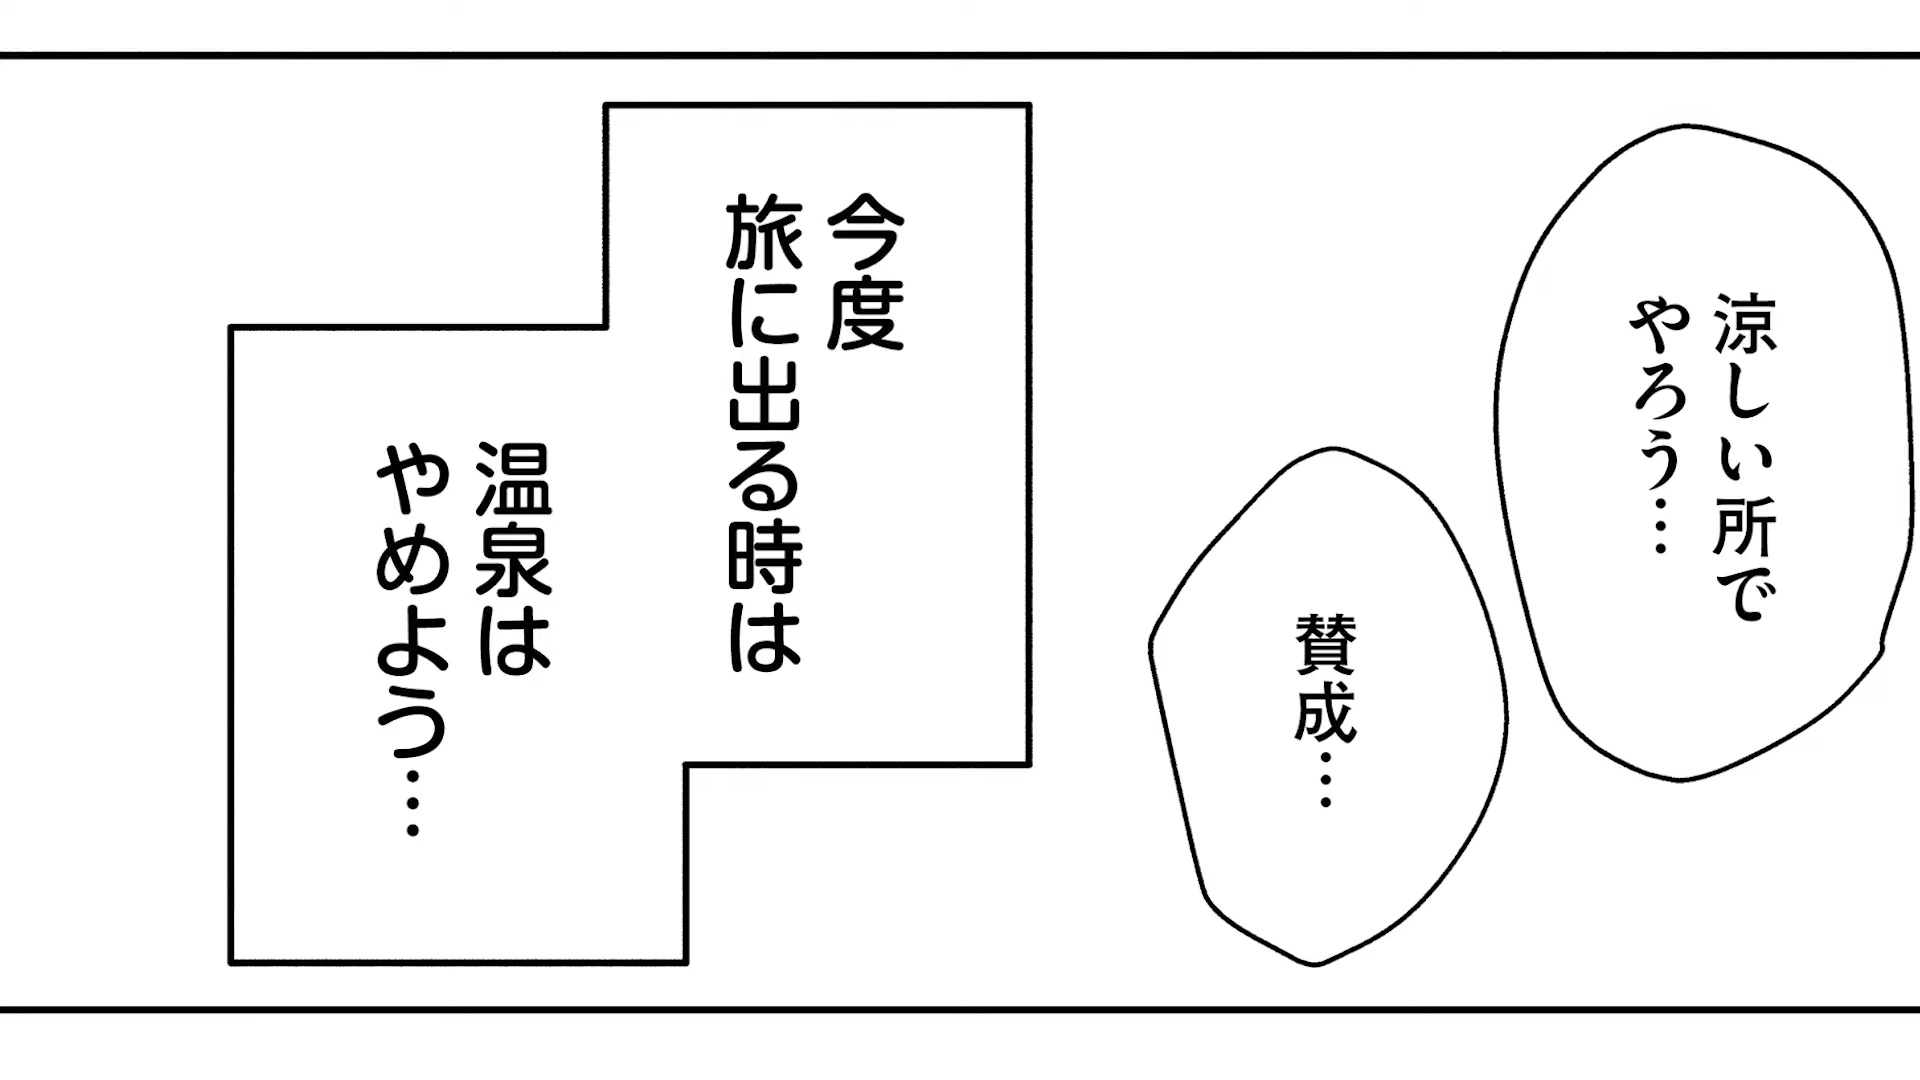 涼しい所で
やろう…
賛成…
今度
旅に出る時は
温泉は
やめよう…